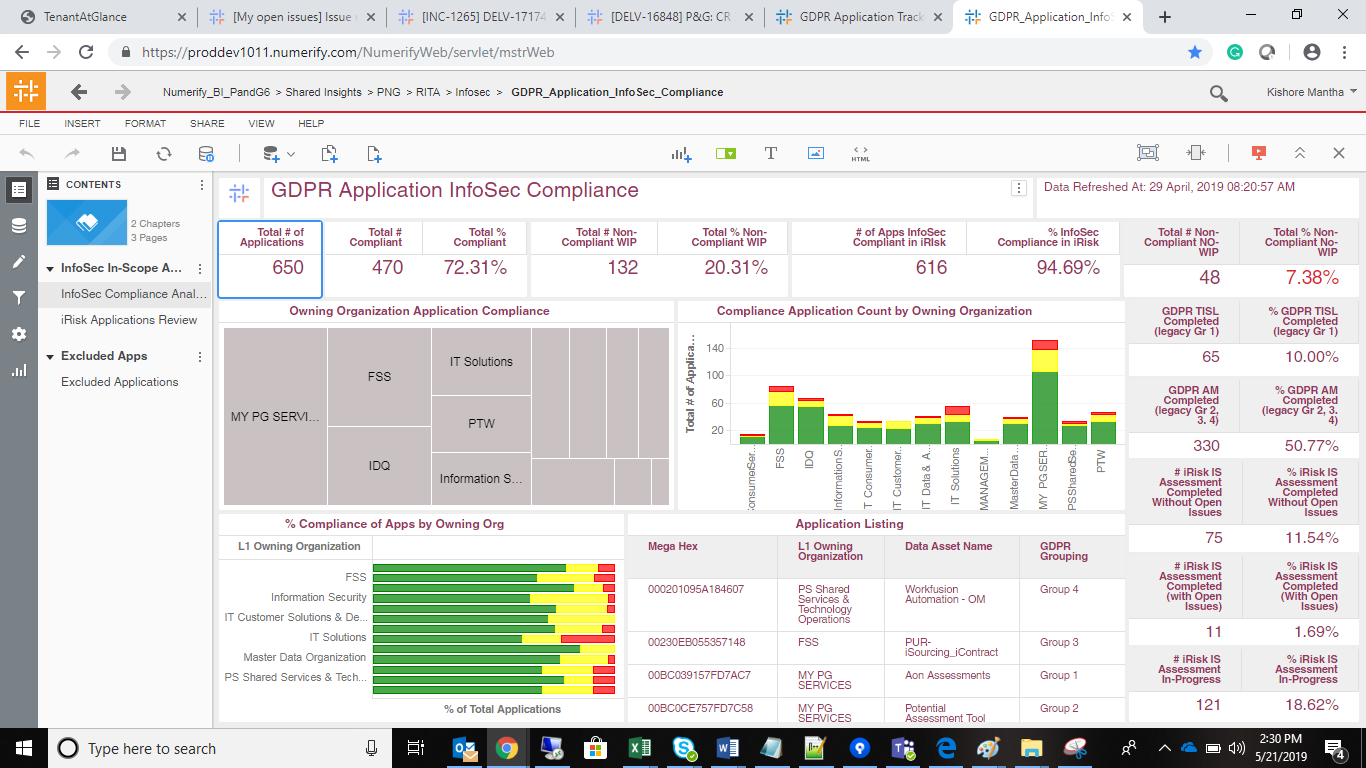 TenantAtGlance
[My open issues] Issue
[INC-1265] DELV-17174
[DELV-16848] P&G: CR
GDPR Application Track
GDPR_Application_InfoS
https://proddev1011.numerify.com/NumerifyWeb/servlet/mstrWeb
Numerify_BI_PandG6 > Shared Insights > PNG > RITA > Infosec > GDPR_Application_InfoSec_Compliance
Kishore Mantha
FILE INSERT FORMAT SHARE VIEW HELP
HTML
CONTENTS
2 Chapters
3 Pages
InfoSec In-Scope A...
InfoSec Compliance Anal...
iRisk Applications Review
Excluded Apps
Excluded Applications
GDPR Application InfoSec Compliance
Data Refreshed At: 29 April, 2019 08:20:57 AM
Total # of
Applications
650
Total #
Compliant
470
Total %
Compliant
72.31%
Total # Non-
Compliant WIP
132
Total % Non-
Compliant WIP
20.31%
# of Apps InfoSec
Compliant in iRIsk
616
% InfoSec
Compliance in iRisk
94.69%
Total # Non-
Compliant NO-
WIP
48
Total % Non-
Compliant No-
WIP
7.38%
Owning Organization Application Compliance
MY PG SERVI...
FSS
IDQ
IT Solutions
PTW
Information S...
Compliance Application Count by Owning Organization
Total # of Applica...
140
100
60
20
ConsumerSer...
FSS
IDQ
Information S...
IT Consumer...
IT Customer...
IT Data & A...
IT Solutions
MANAGEM...
Master Data...
MY PG SER...
PS Shared Se...
PTW
GDPR TISL
Completed
(legacy Gr 1)
65
% GDPR TISL
Completed
(legacy Gr 1)
10.00%
GDPR AM
Completed
(legacy Gr 2,
3, 4)
330
% GDPR AM
Completed
(legacy Gr 2, 3.
4)
50.77%
# iRisk IS
Assessment
Completed
Without Open
Issues
75
% iRisk IS
Assessment
Completed
Without Open
Issues
11.54%
# iRisk IS
Assessment
Completed
(with Open
Issues)
11
% iRisk IS
Assessment
Completed
(With Open
Issues)
1.69%
# iRisk IS
Assessment
In-Progress
121
% iRisk IS
Assessment
In-Progress
18.62%
% Compliance of Apps by Owning Org
L1 Owning Organization
FSS
Information Security
IT Customer Solutions & De...
IT Solutions
Master Data Organization
PS Shared Services & Tech...
% of Total Applications
Application Listing
Mega Hex
L1 Owning
Organization
Data Asset Name
GDPR
Grouping
000201095A184607
PS Shared
Services &
Technology
Operations
Workfusion
Automation - OM
Group 4
00230EB055357148
FSS
PUR-
iSourcing_iContract
Group 3
00BC039157FD7AC7
MY PG
SERVICES
Aon Assessments
Group 1
00BC0CE757FD7C58
MY PG
SERVICES
Potential
Assessment Tool
Group 2
Type here to search
2:30 PM
5/21/2019
4